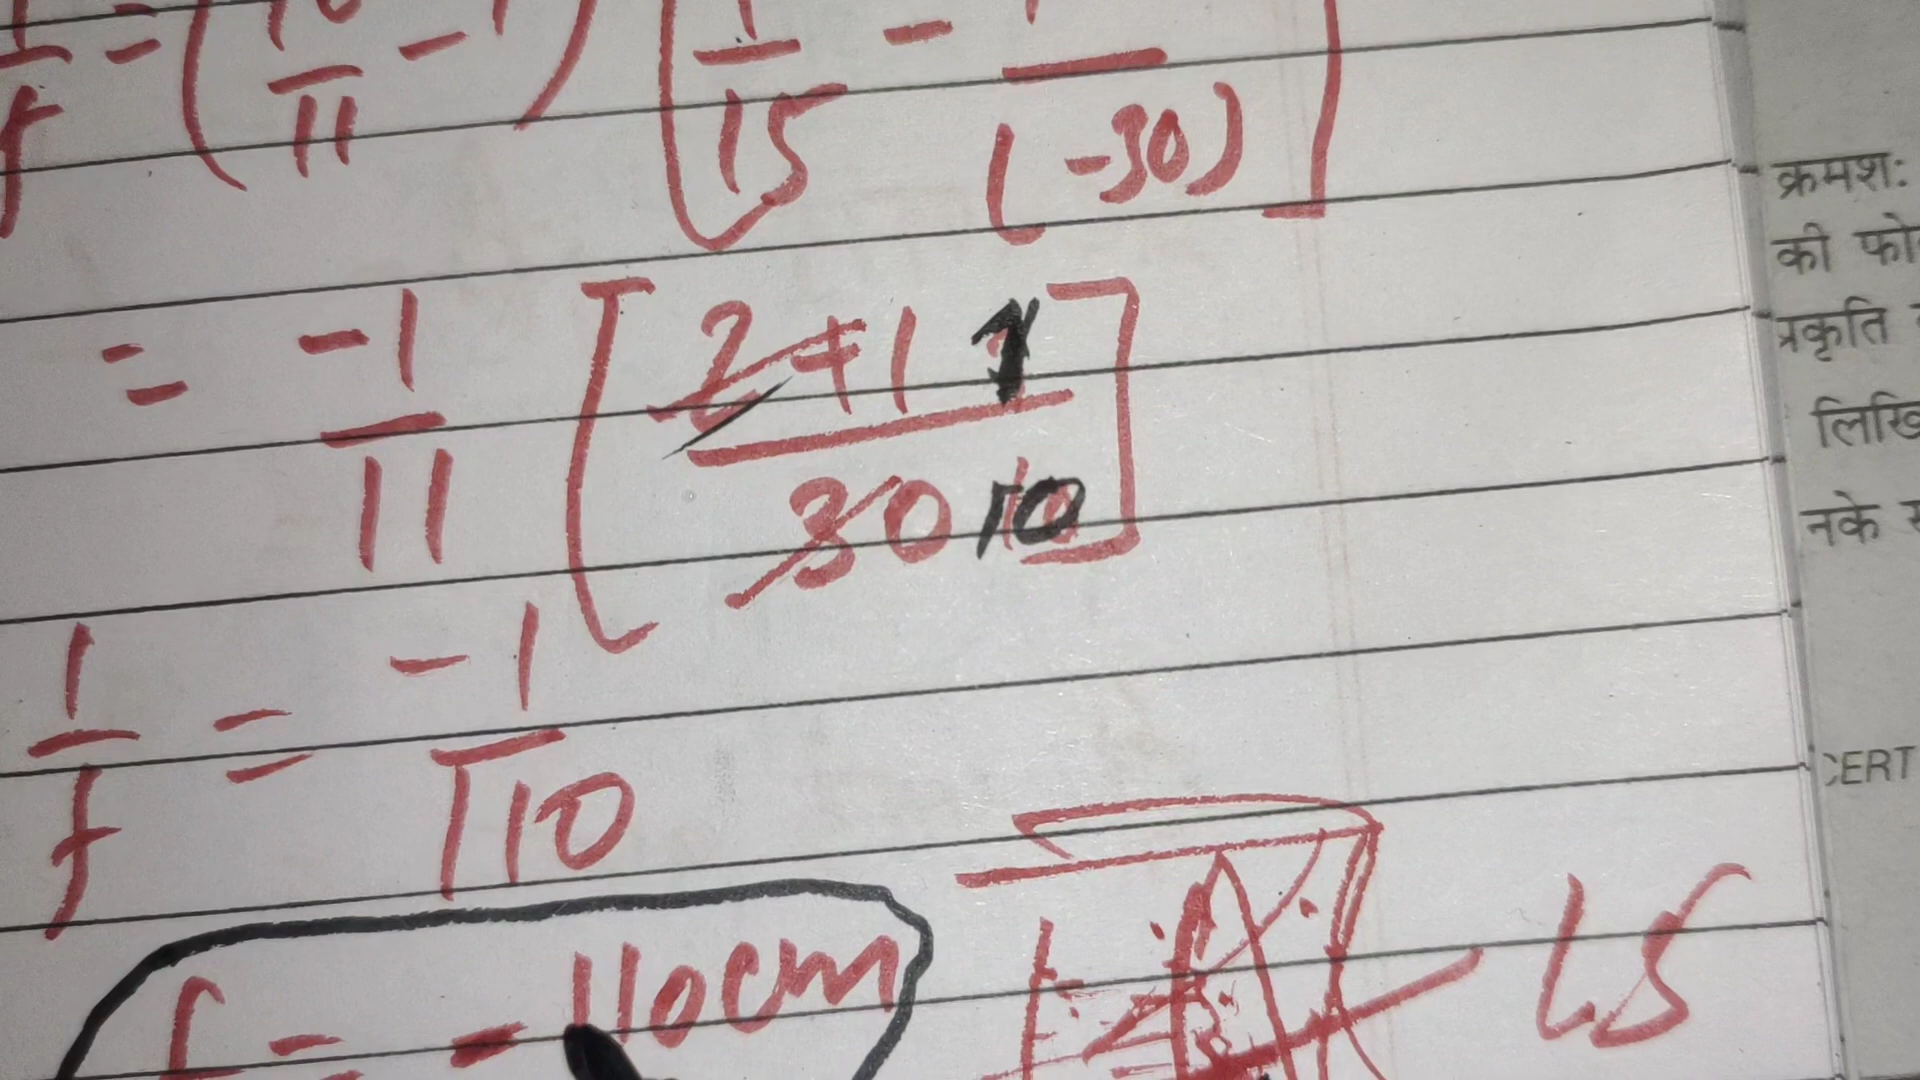 1/f = (10/11 - 1) [1/15 - 1/(-30)]
= -1/11 [2+1 1 / 30 10]
1/f = -1/110
f = -110cm
क्रमशः
की
प्रकृति
नके